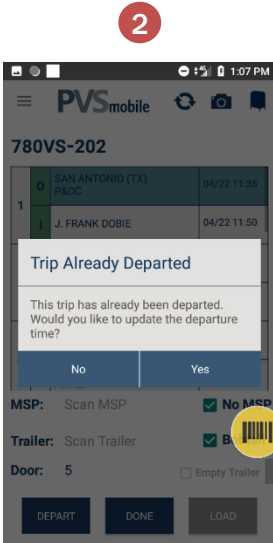 2
1:07 PM
PVSmobile
780VS-202
1
O SAN ANTONIO (TX) P&DC 04/22 11:35
I J. FRANK DOBIE 04/22 11:50
Trip Already Departed
This trip has already been departed.
Would you like to update the departure
time?
No Yes
MSP: Scan MSP No MSP
Trailer: Scan Trailer
Door: 5 Empty Trailer
DEPART DONE LOAD